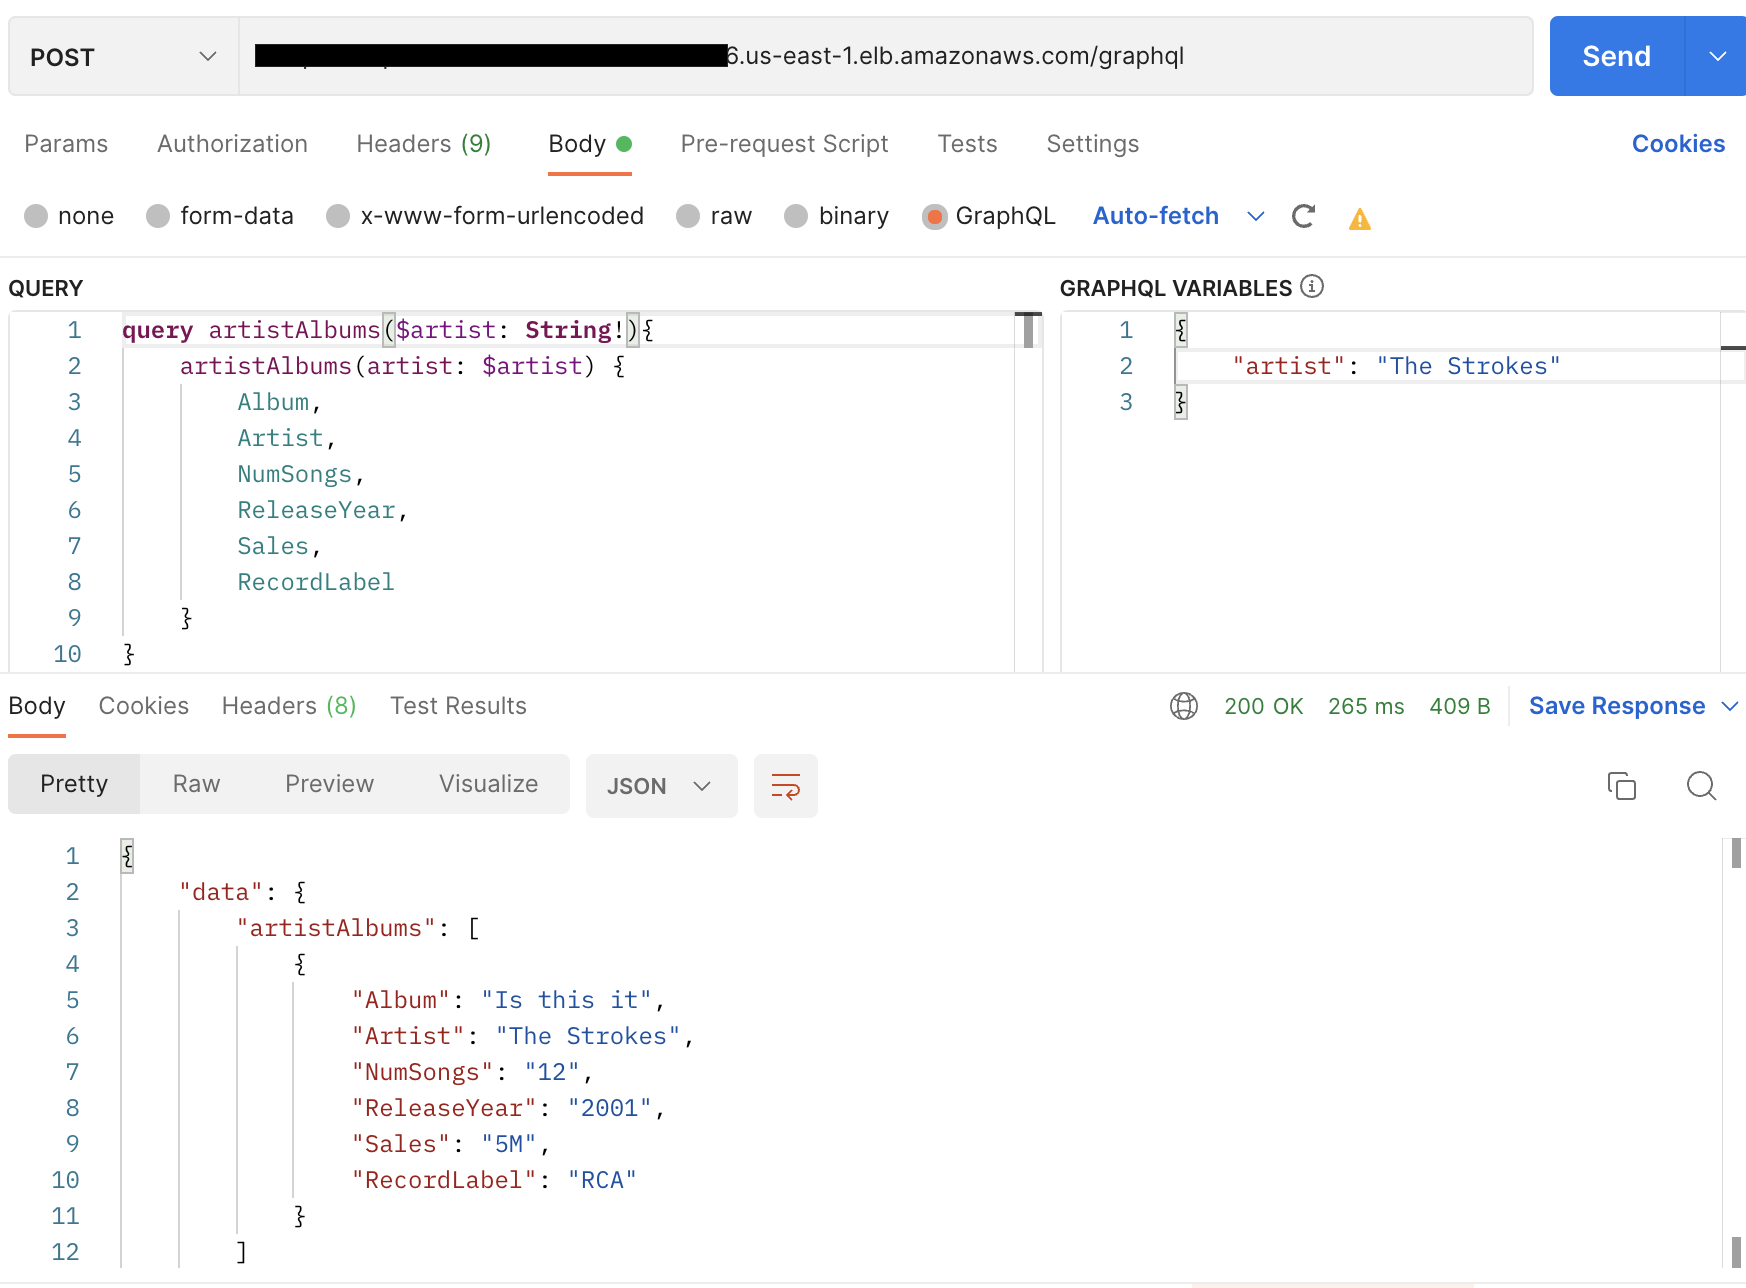 POST 6.us-east-1.elb.amazonaws.com/graphql Send
Params Authorization Headers (9) Body Pre-request Script Tests Settings Cookies
none form-data x-www-form-urlencoded raw binary GraphQL Auto-fetch
QUERY
1 query artistAlbums($artist: String!){
2 artistAlbums(artist: $artist) {
3 Album,
4 Artist,
5 NumSongs,
6 ReleaseYear,
7 Sales,
8 RecordLabel
9 }
10 }
GRAPHQL VARIABLES
1 {
2 "artist": "The Strokes"
3 }
Body Cookies Headers (8) Test Results 200 OK 265 ms 409 B Save Response
Pretty Raw Preview Visualize JSON
1 {
2 "data": {
3 "artistAlbums": [
4 {
5 "Album": "Is this it",
6 "Artist": "The Strokes",
7 "NumSongs": "12",
8 "ReleaseYear": "2001",
9 "Sales": "5M",
10 "RecordLabel": "RCA"
11 }
12 ]